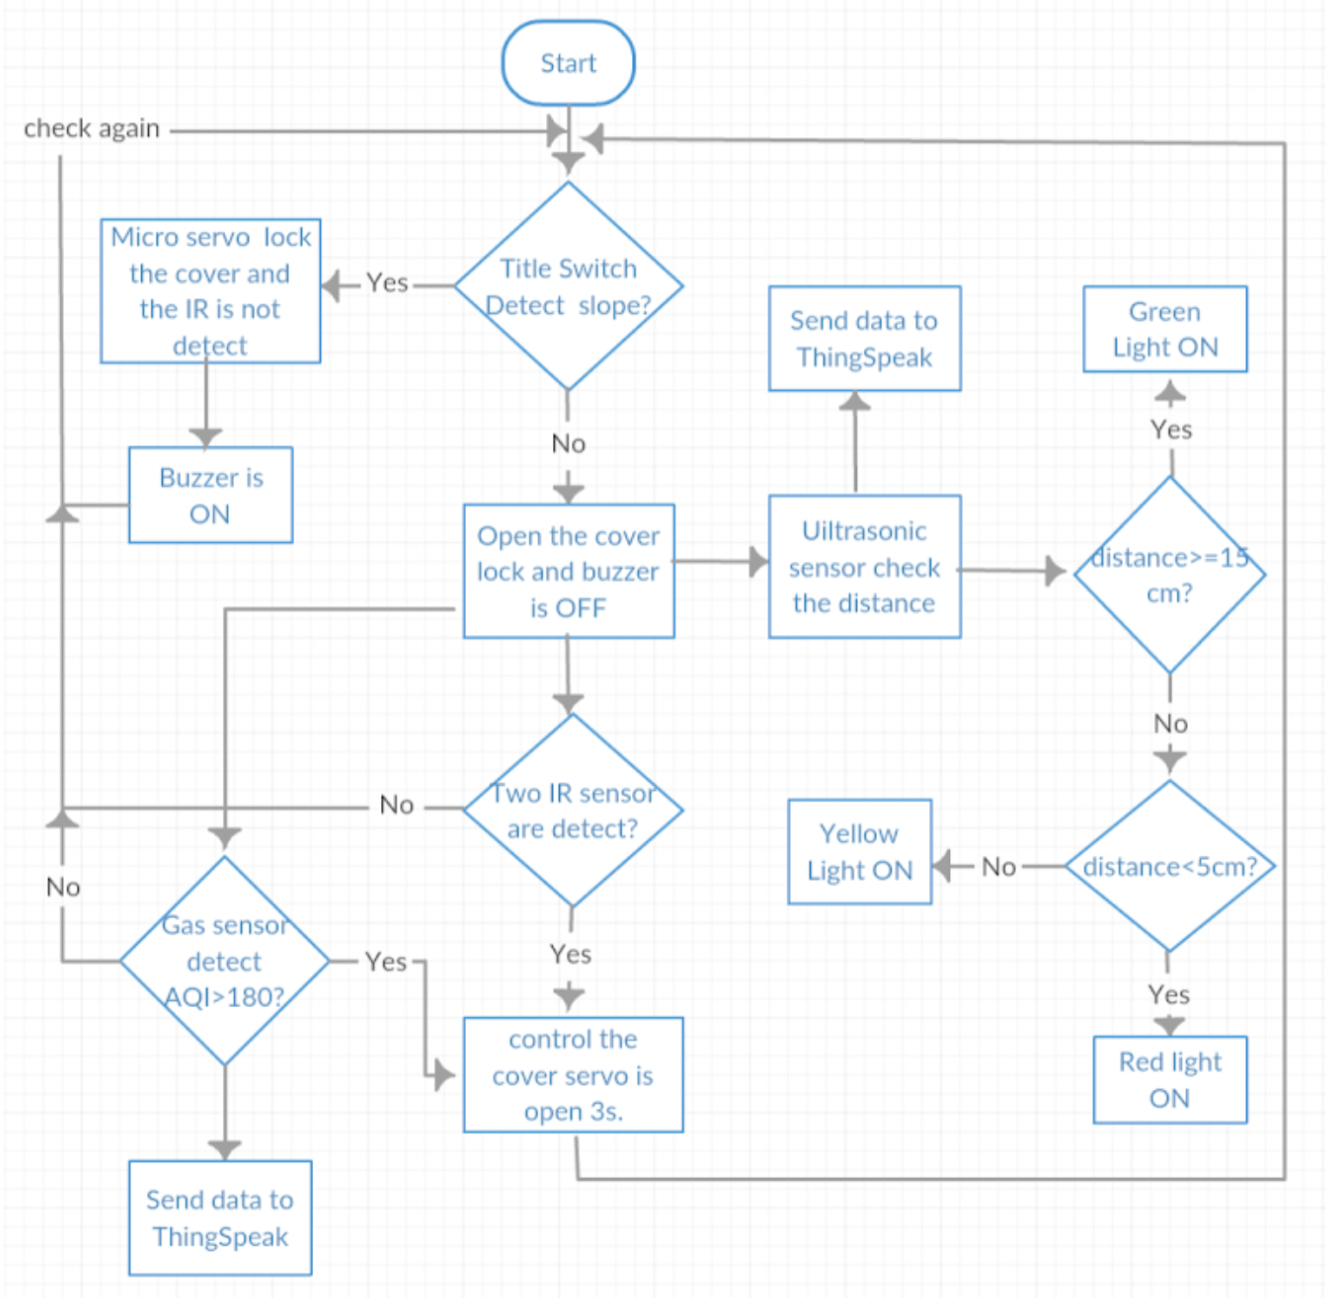 Start
check again
Micro servo lock
the cover and
the IR is not
detect
Yes
Title Switch
Detect slope?
Send data to
ThingSpeak
Green
Light ON
Yes
No
Buzzer is
ON
Open the cover
lock and buzzer
is OFF
Uiltrasonic
sensor check
the distance
distance>=15
cm?
No
Two IR sensor
are detect?
No
Yellow
Light ON
No
distance<5cm?
No
Gas sensor
detect
AQI>180?
Yes
Yes
Yes
control the
cover servo is
open 3s.
Red light
ON
Send data to
ThingSpeak